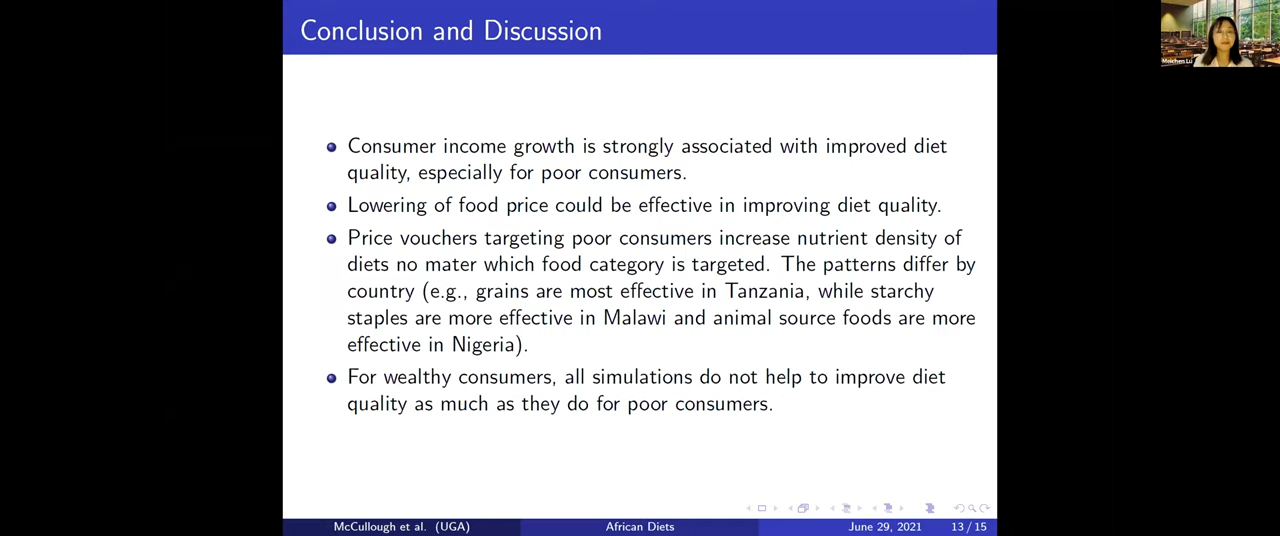 Conclusion and Discussion
Meichen Lu
Consumer income growth is strongly associated with improved diet
quality, especially for poor consumers.
Lowering of food price could be effective in improving diet quality.
Price vouchers targeting poor consumers increase nutrient density of
diets no mater which food category is targeted. The patterns differ by
country (e.g., grains are most effective in Tanzania, while starchy
staples are more effective in Malawi and animal source foods are more
effective in Nigeria).
For wealthy consumers, all simulations do not help to improve diet
quality as much as they do for poor consumers.
McCullough et al. (UGA) African Diets June 29, 2021 13 / 15